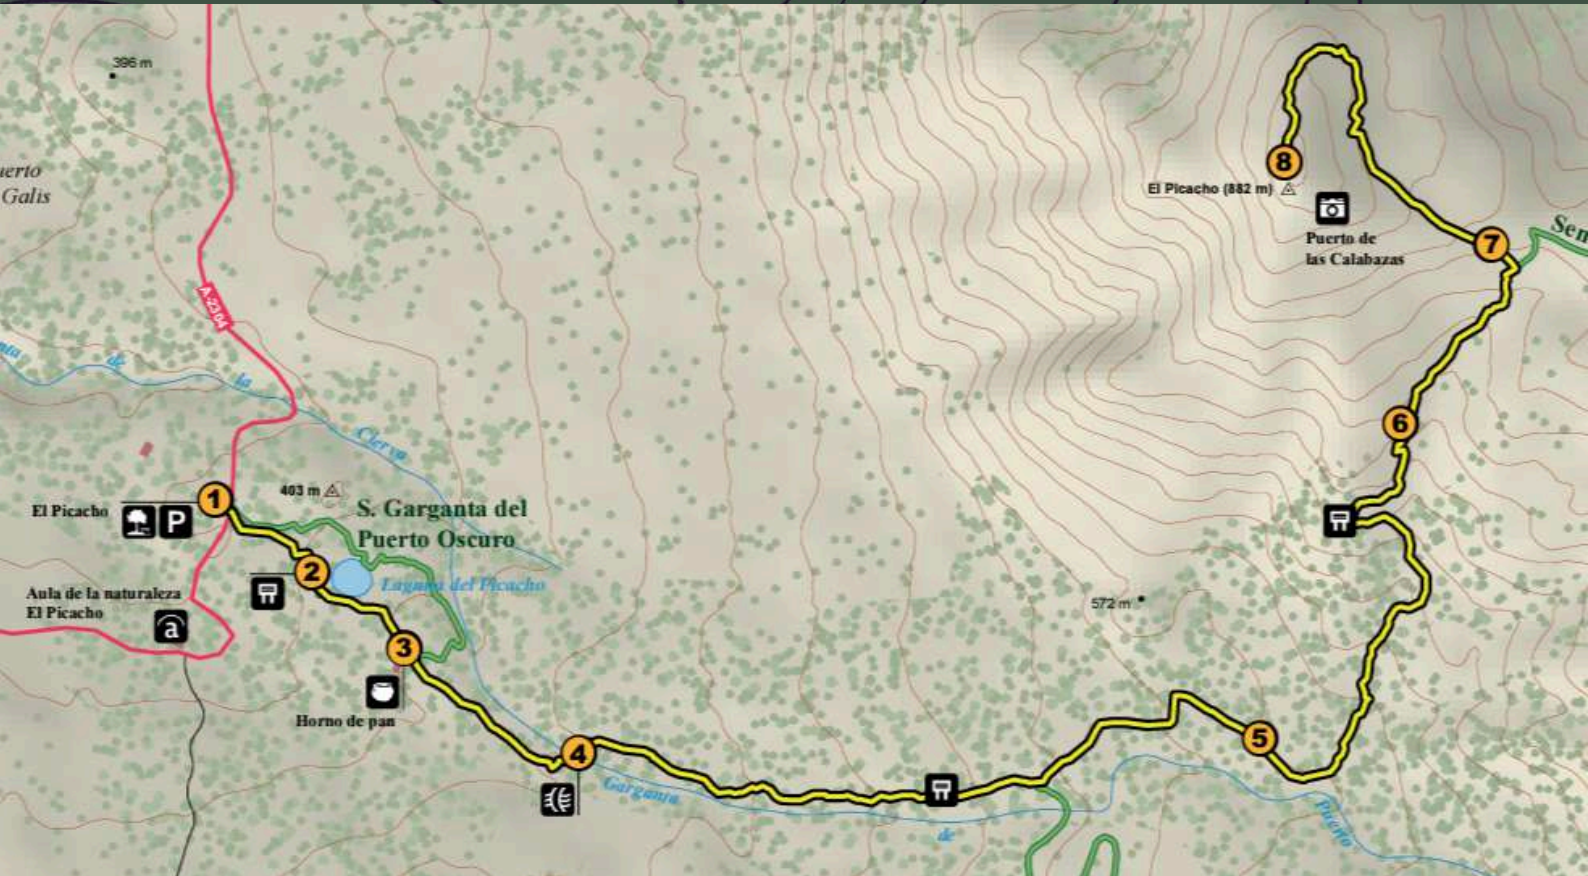 396 m
uerto
Galis
A-2304
nta
de
la
Cierva
El Picacho
P
1
403 m
S. Garganta del
Puerto Oscuro
2
Laguna del Picacho
Aula de la naturaleza
El Picacho
a
3
Horno de pan
4
Garganta
de
Puerto
5
572 m
6
7
Sen
8
El Picacho (882 m)
Puerto de
las Calabazas